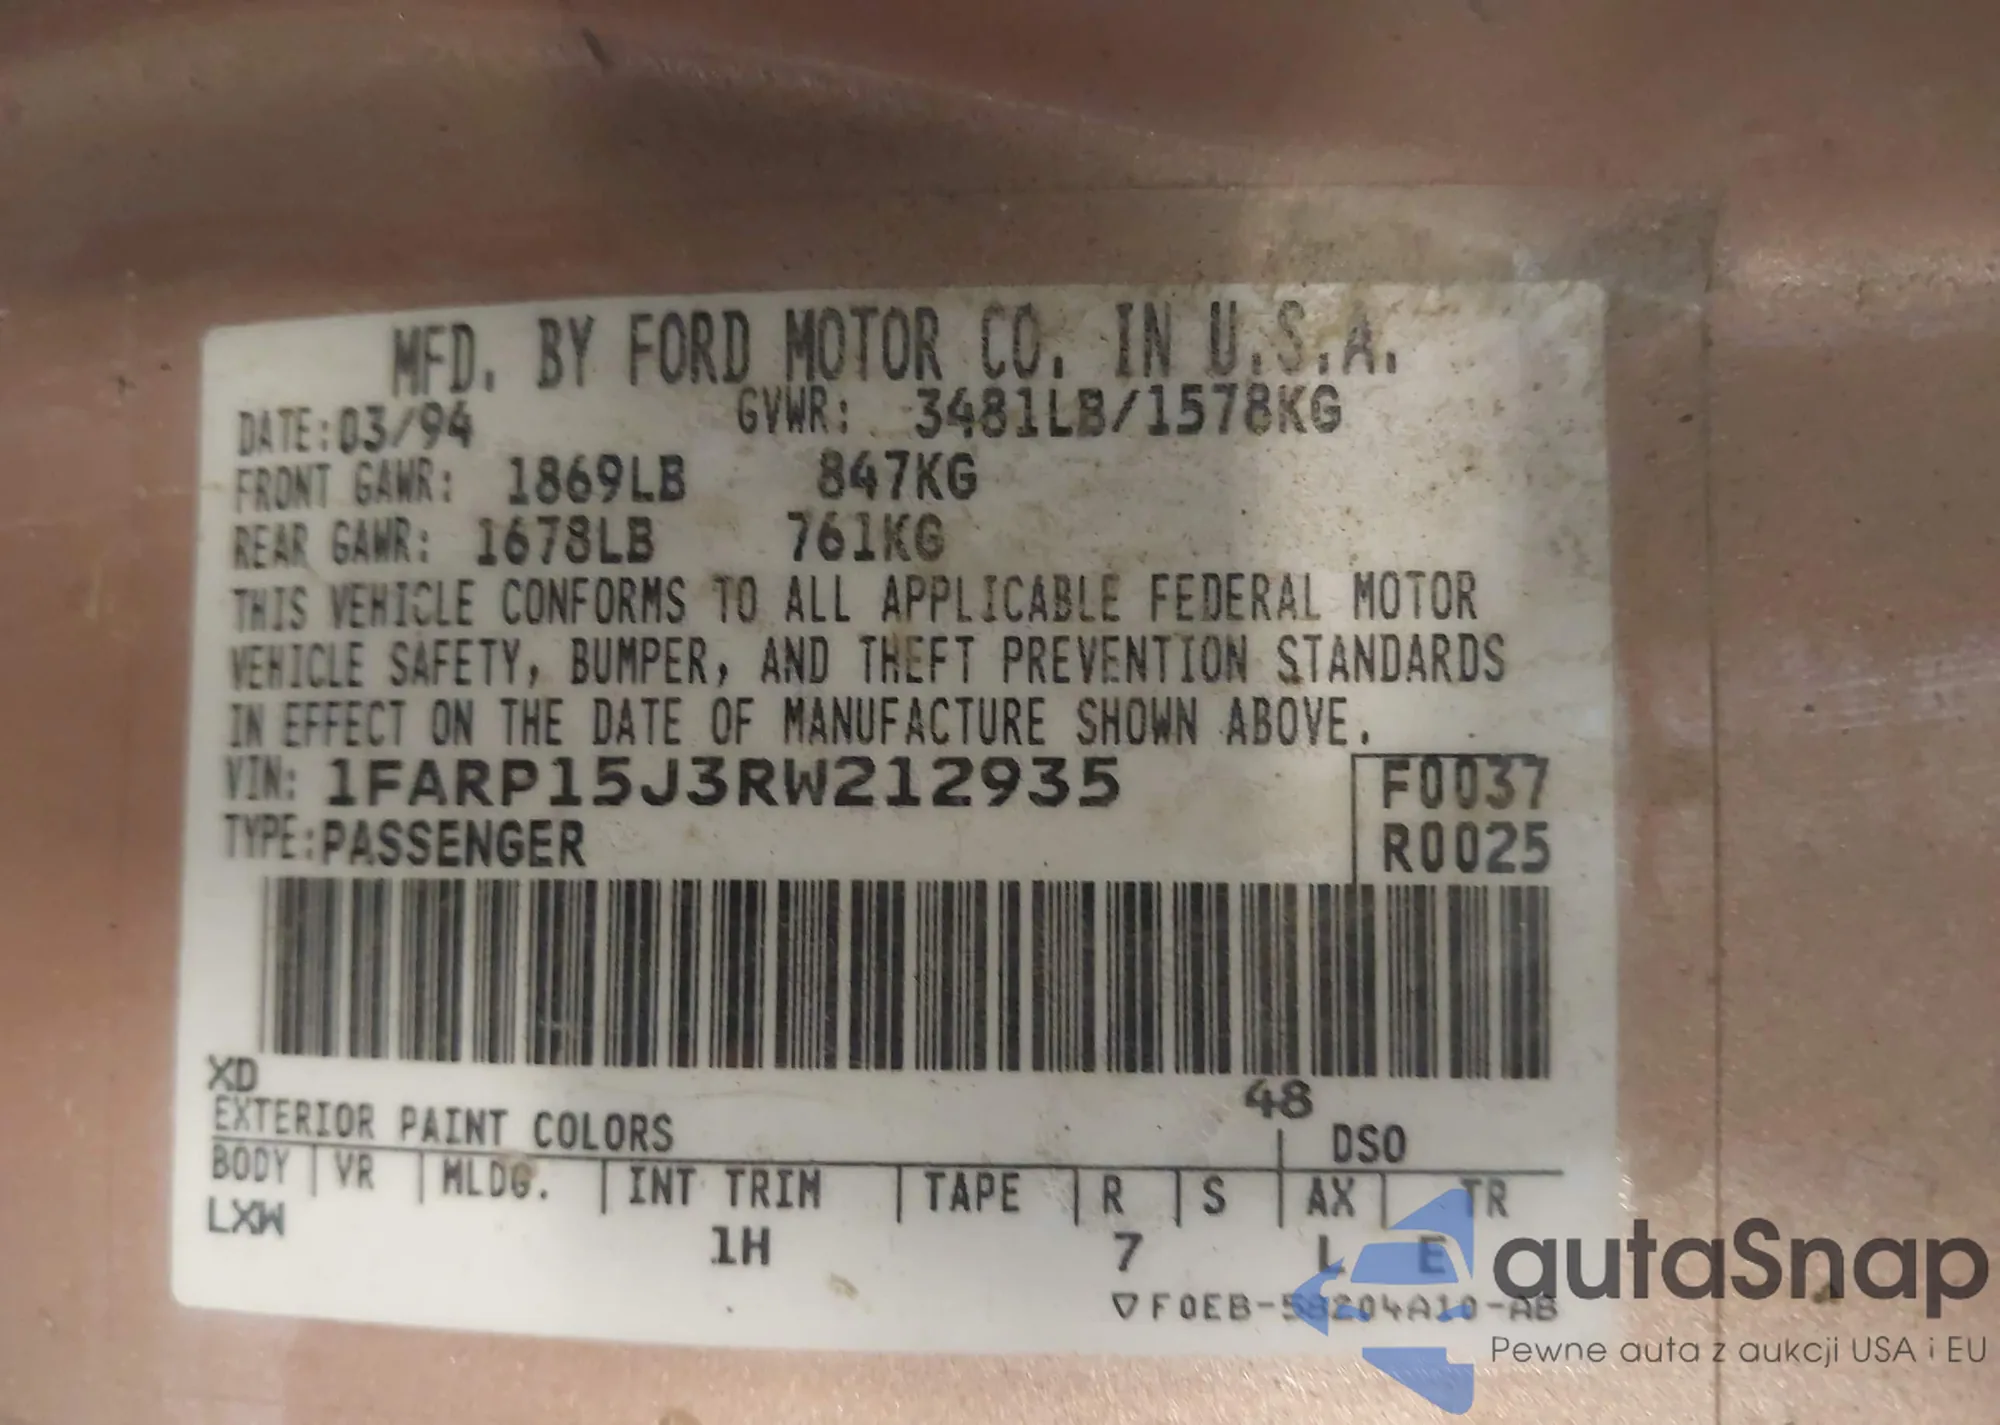 MFD. BY FORD MOTOR CO. IN U.S.A.
DATE:03/94 GVWR: 3481LB/1578KG
FRONT GAWR: 1869LB 847KG
REAR GAWR: 1678LB 761KG
THIS VEHICLE CONFORMS TO ALL APPLICABLE FEDERAL MOTOR
VEHICLE SAFETY, BUMPER, AND THEFT PREVENTION STANDARDS
IN EFFECT ON THE DATE OF MANUFACTURE SHOWN ABOVE.
VIN: 1FARP15J3RW212935 F0037
TYPE:PASSENGER R0025
XD
48
EXTERIOR PAINT COLORS DSO
BODY VR MLDG. INT TRIM TAPE R S AX TR
LXW 1H 7 L E
▽F0EB-58204A10-AB
autaSnap
Pewne auta z aukcji USA i EU